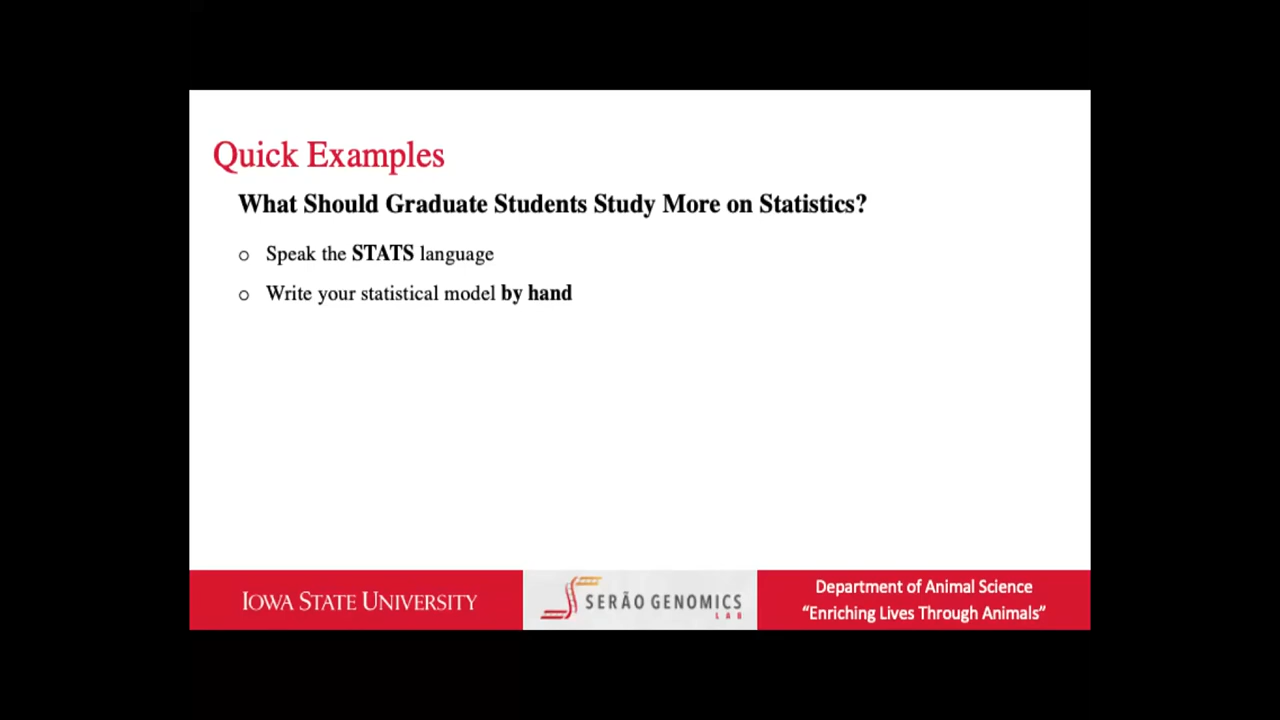 Quick Examples
What Should Graduate Students Study More on Statistics?
Speak the STATS language
Write your statistical model by hand
IOWA STATE UNIVERSITY
SERÃO GENOMICS
LAB
Department of Animal Science
“Enriching Lives Through Animals”